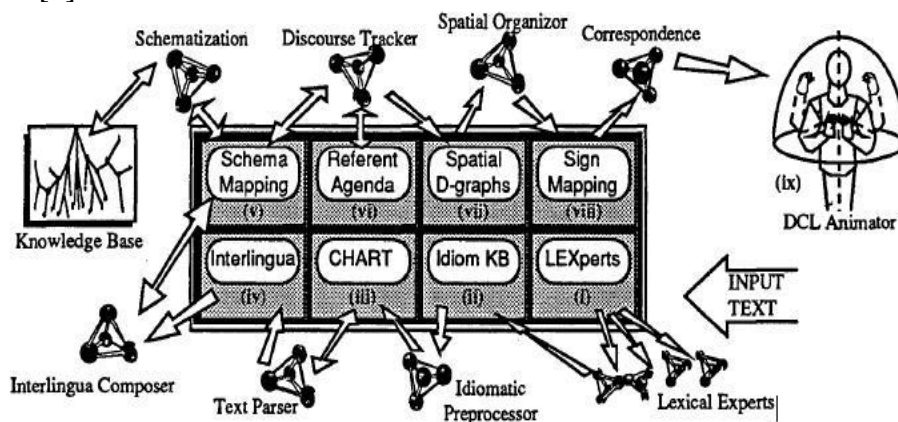 Schematization
Discourse Tracker
Spatial Organizor
Correspondence
Schema
Mapping
(v)
Referent
Agenda
(vi)
Spatial
D-graphs
(vii)
Sign
Mapping
(viii)
(ix)
DCL Animator
Knowledge Base
Interlingua
(iv)
CHART
(iii)
Idiom KB
(ii)
LEXperts
(i)
INPUT
TEXT
Interlingua Composer
Text Parser
Idiomatic
Preprocessor
Lexical Experts